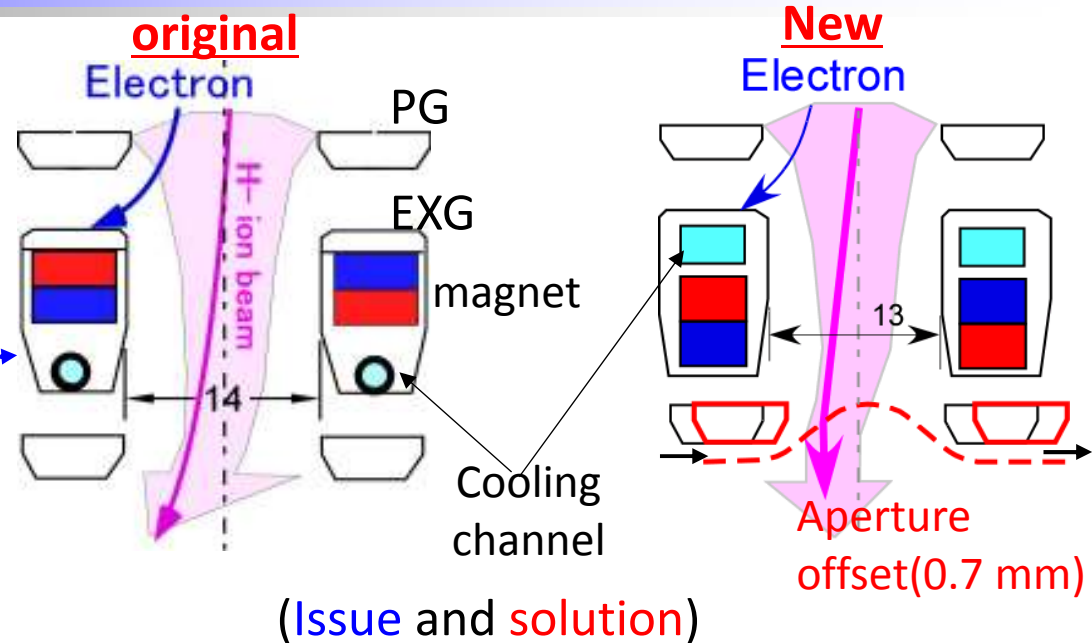 original
New
Electron
Electron
PG
EXG
magnet
H- ion beam
14
13
Cooling
channel
Aperture
offset(0.7 mm)
(Issue and solution)